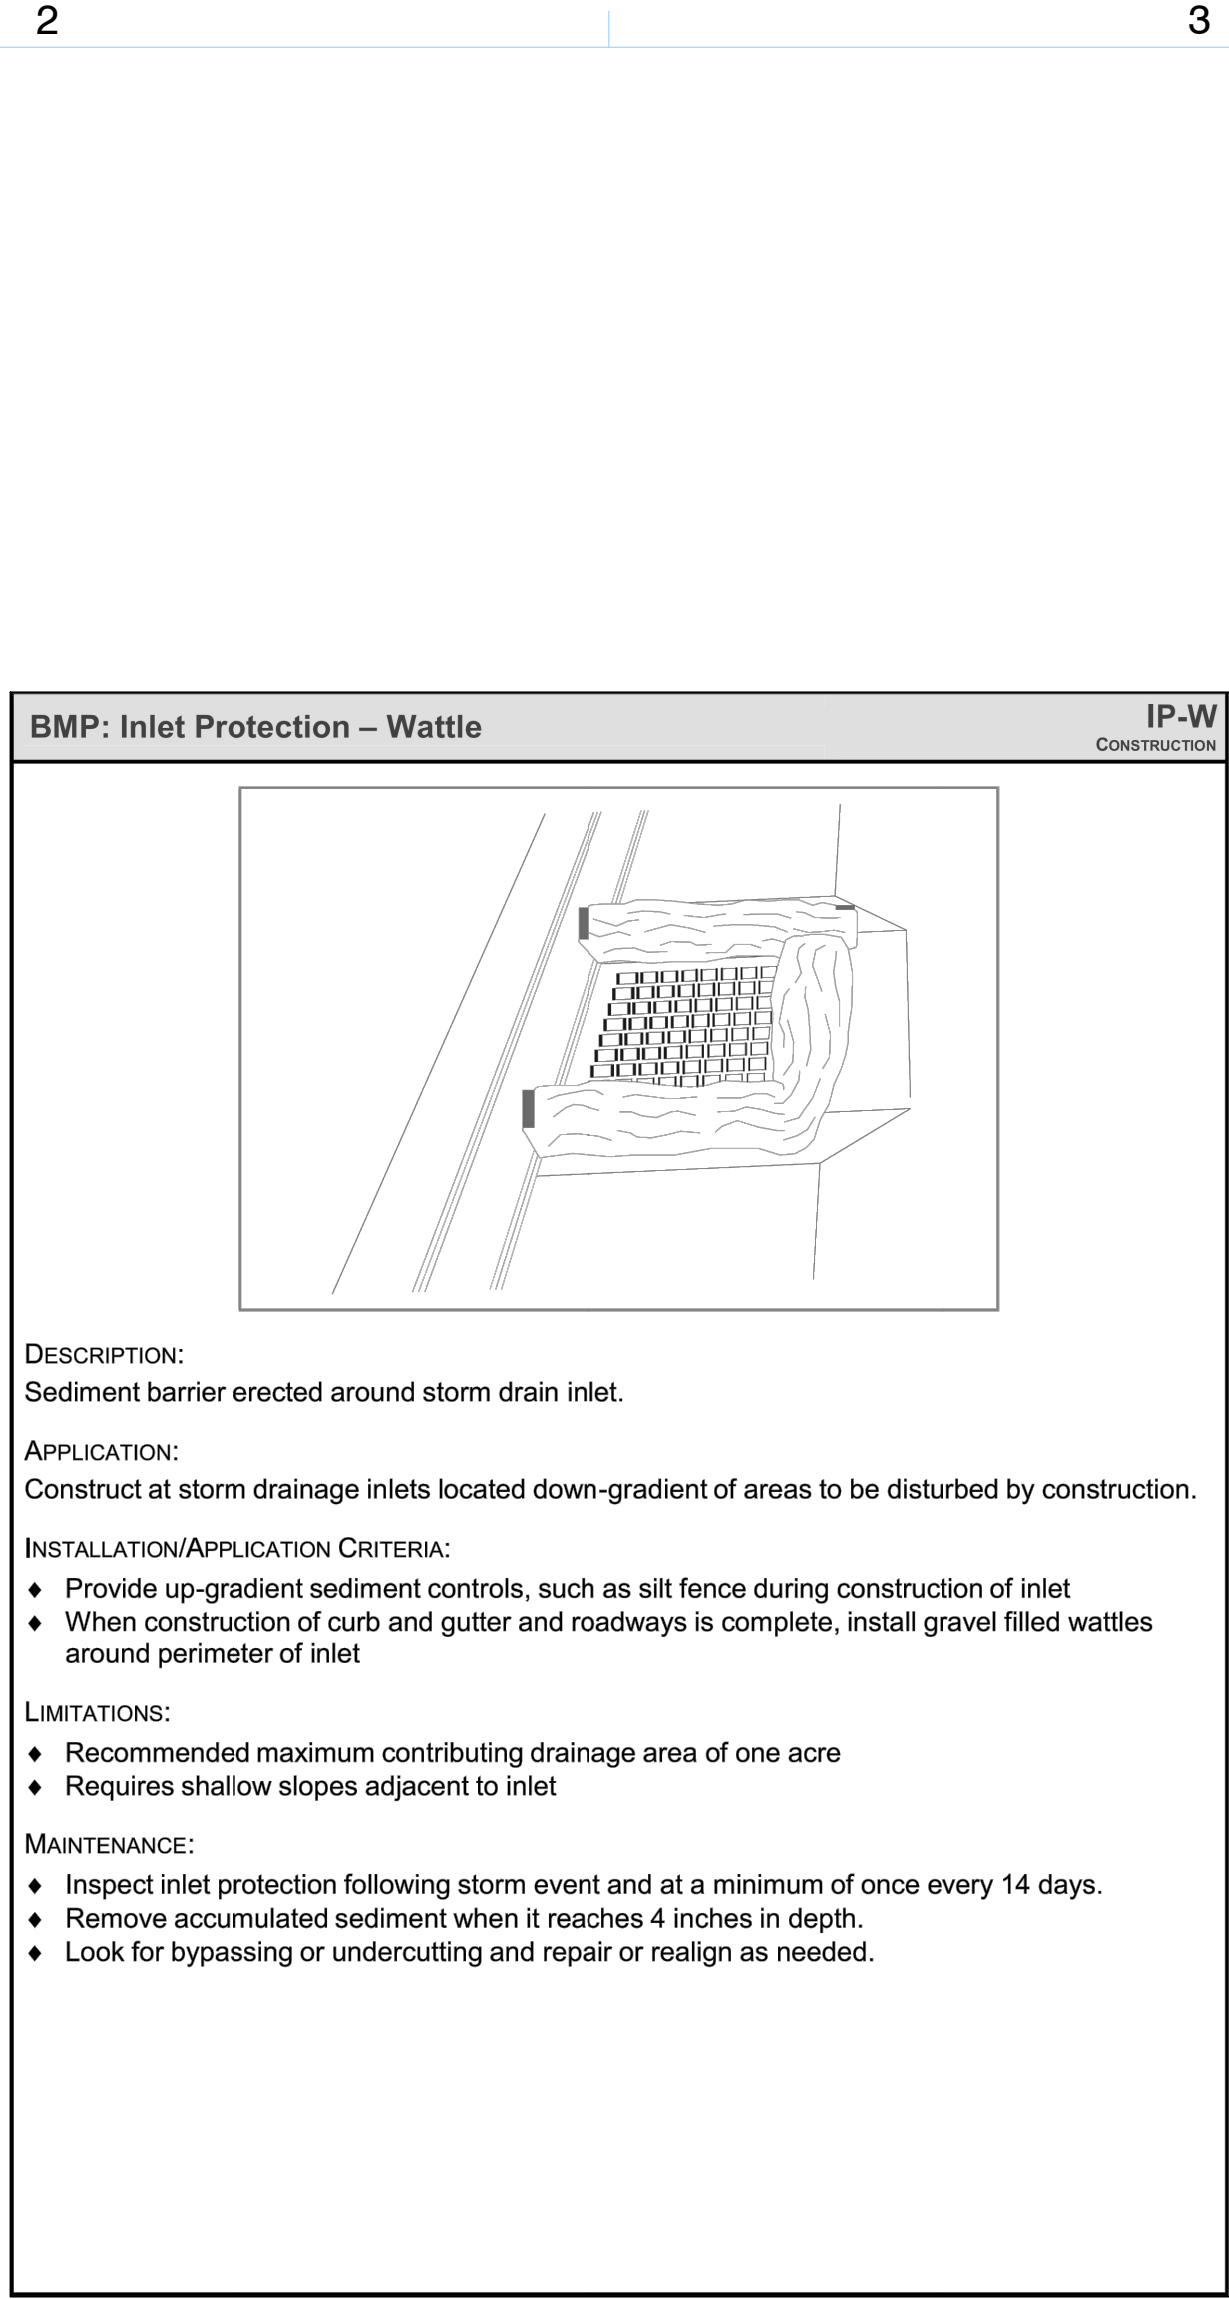 2
3
BMP: Inlet Protection – Wattle
IP-W
CONSTRUCTION
DESCRIPTION:
Sediment barrier erected around storm drain inlet.
APPLICATION:
Construct at storm drainage inlets located down-gradient of areas to be disturbed by construction.
INSTALLATION/APPLICATION CRITERIA:
♦ Provide up-gradient sediment controls, such as silt fence during construction of inlet
♦ When construction of curb and gutter and roadways is complete, install gravel filled wattles
around perimeter of inlet
LIMITATIONS:
♦ Recommended maximum contributing drainage area of one acre
♦ Requires shallow slopes adjacent to inlet
MAINTENANCE:
♦ Inspect inlet protection following storm event and at a minimum of once every 14 days.
♦ Remove accumulated sediment when it reaches 4 inches in depth.
♦ Look for bypassing or undercutting and repair or realign as needed.